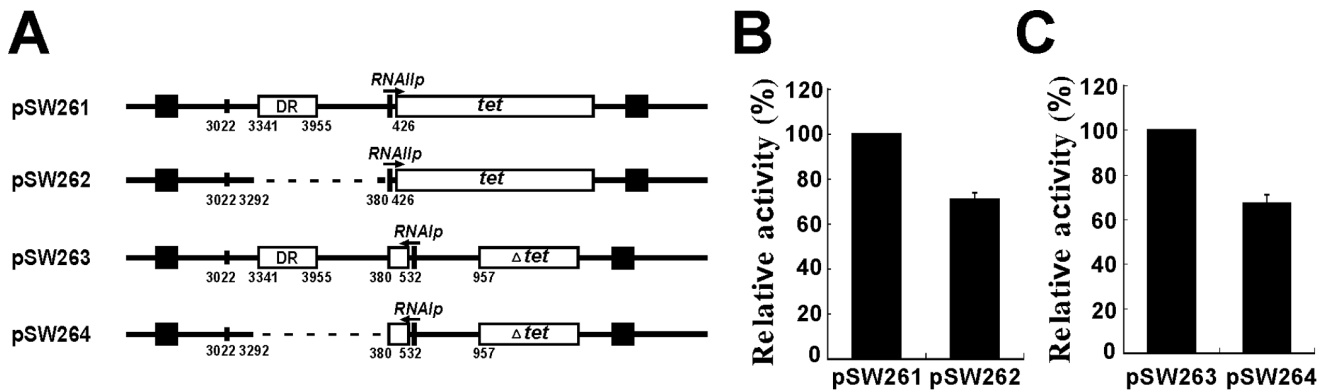 A
pSW261
RNAIIp
DR
tet
3022 3341 3955 426
pSW262
RNAIIp
tet
3022 3292 380 426
pSW263
RNAIp
DR
Δ tet
3022 3341 3955 380 532 957
pSW264
RNAIp
Δ tet
3022 3292 380 532 957
B
Relative activity (%)
120
100
80
60
40
20
0
pSW261 pSW262
C
Relative activity (%)
120
100
80
60
40
20
0
pSW263 pSW264